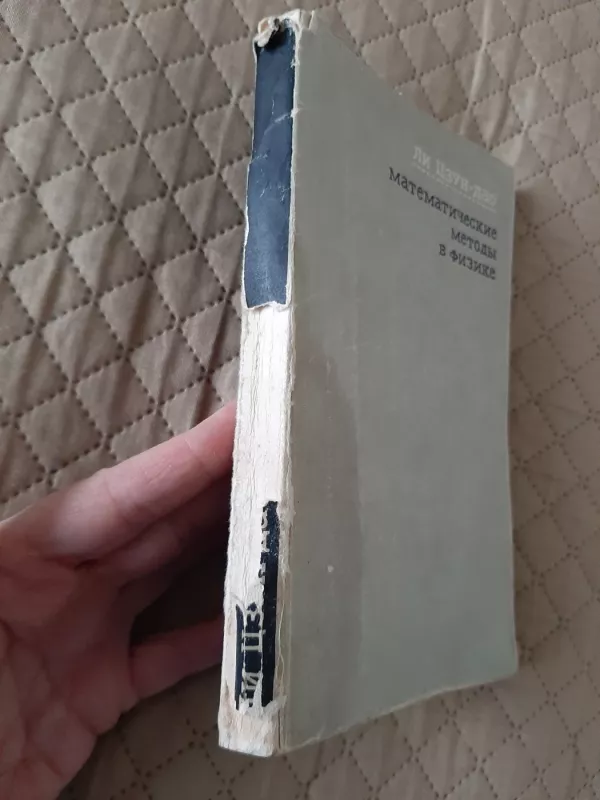 ЛИ ЦЗУН-ДАО
математические
методы
в физике